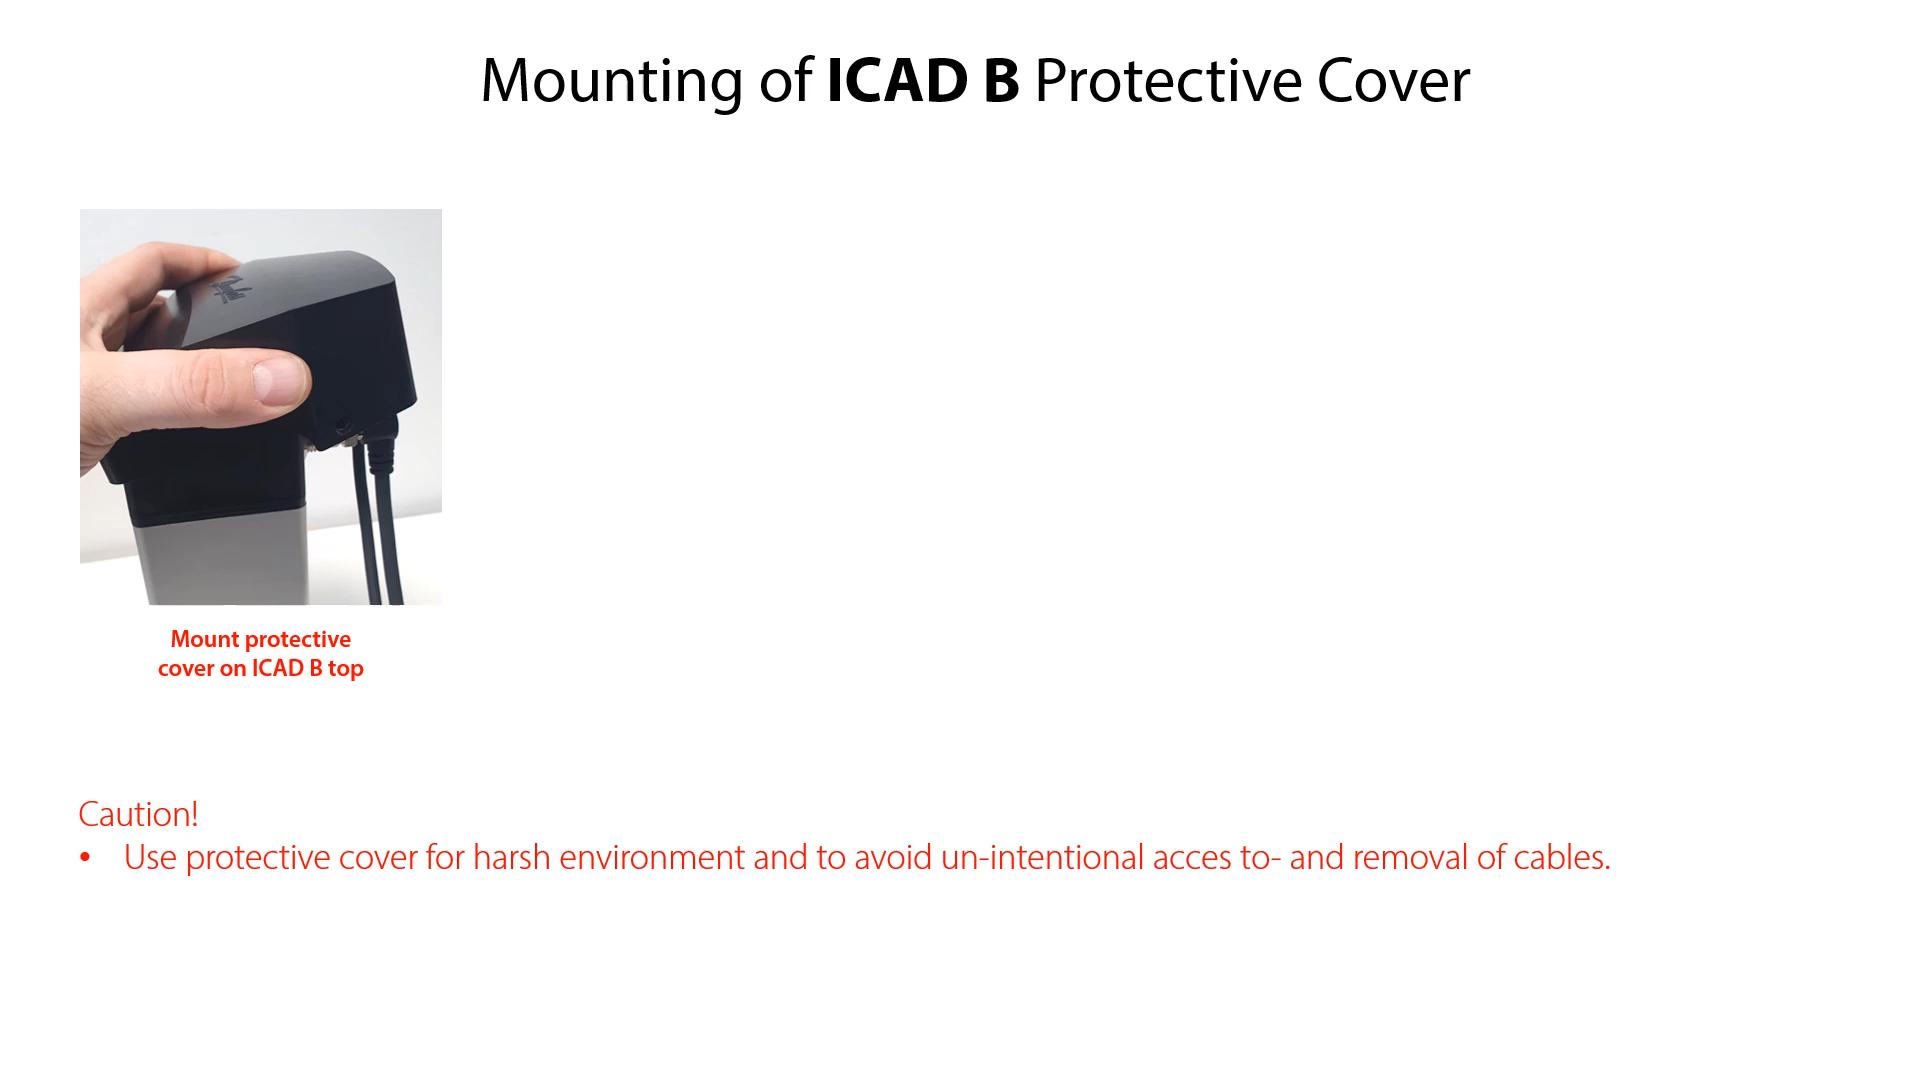 Mounting of ICAD B Protective Cover
Danfoss
Mount protective
cover on ICAD B top
Caution!
• Use protective cover for harsh environment and to avoid un-intentional acces to- and removal of cables.